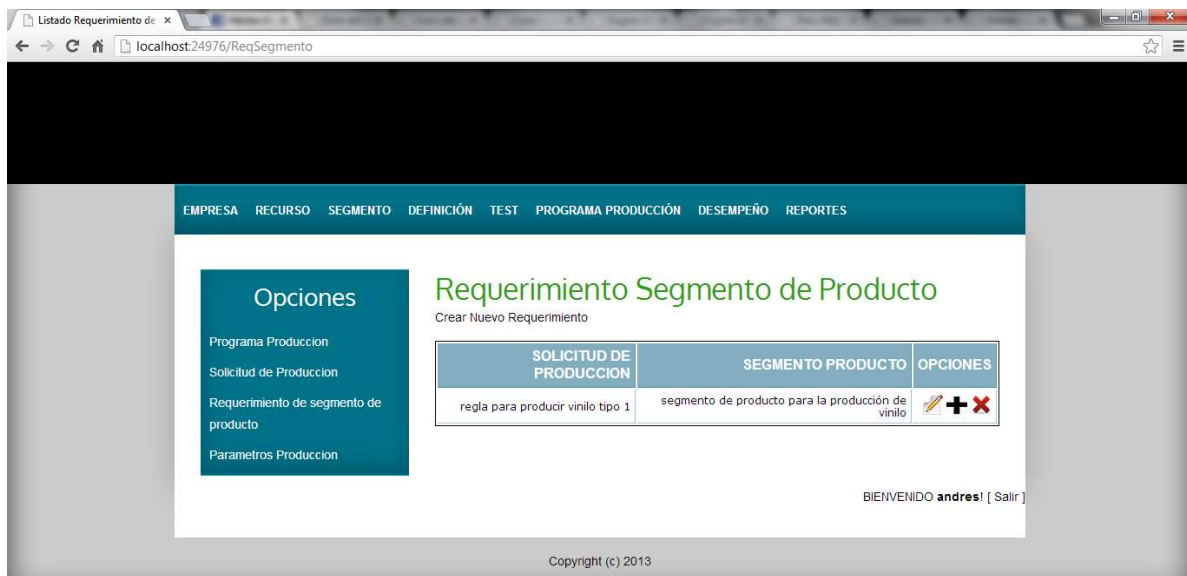 Listado Requerimiento de
localhost:24976/ReqSegmento
EMPRESA RECURSO SEGMENTO DEFINICIÓN TEST PROGRAMA PRODUCCIÓN DESEMPEÑO REPORTES
Opciones
Programa Produccion
Solicitud de Produccion
Requerimiento de segmento de
producto
Parametros Produccion
Requerimiento Segmento de Producto
Crear Nuevo Requerimiento
SOLICITUD DE
PRODUCCION
SEGMENTO PRODUCTO
OPCIONES
regla para producir vinilo tipo 1
segmento de producto para la producción de
vinilo
BIENVENIDO andres! [ Salir ]
Copyright (c) 2013